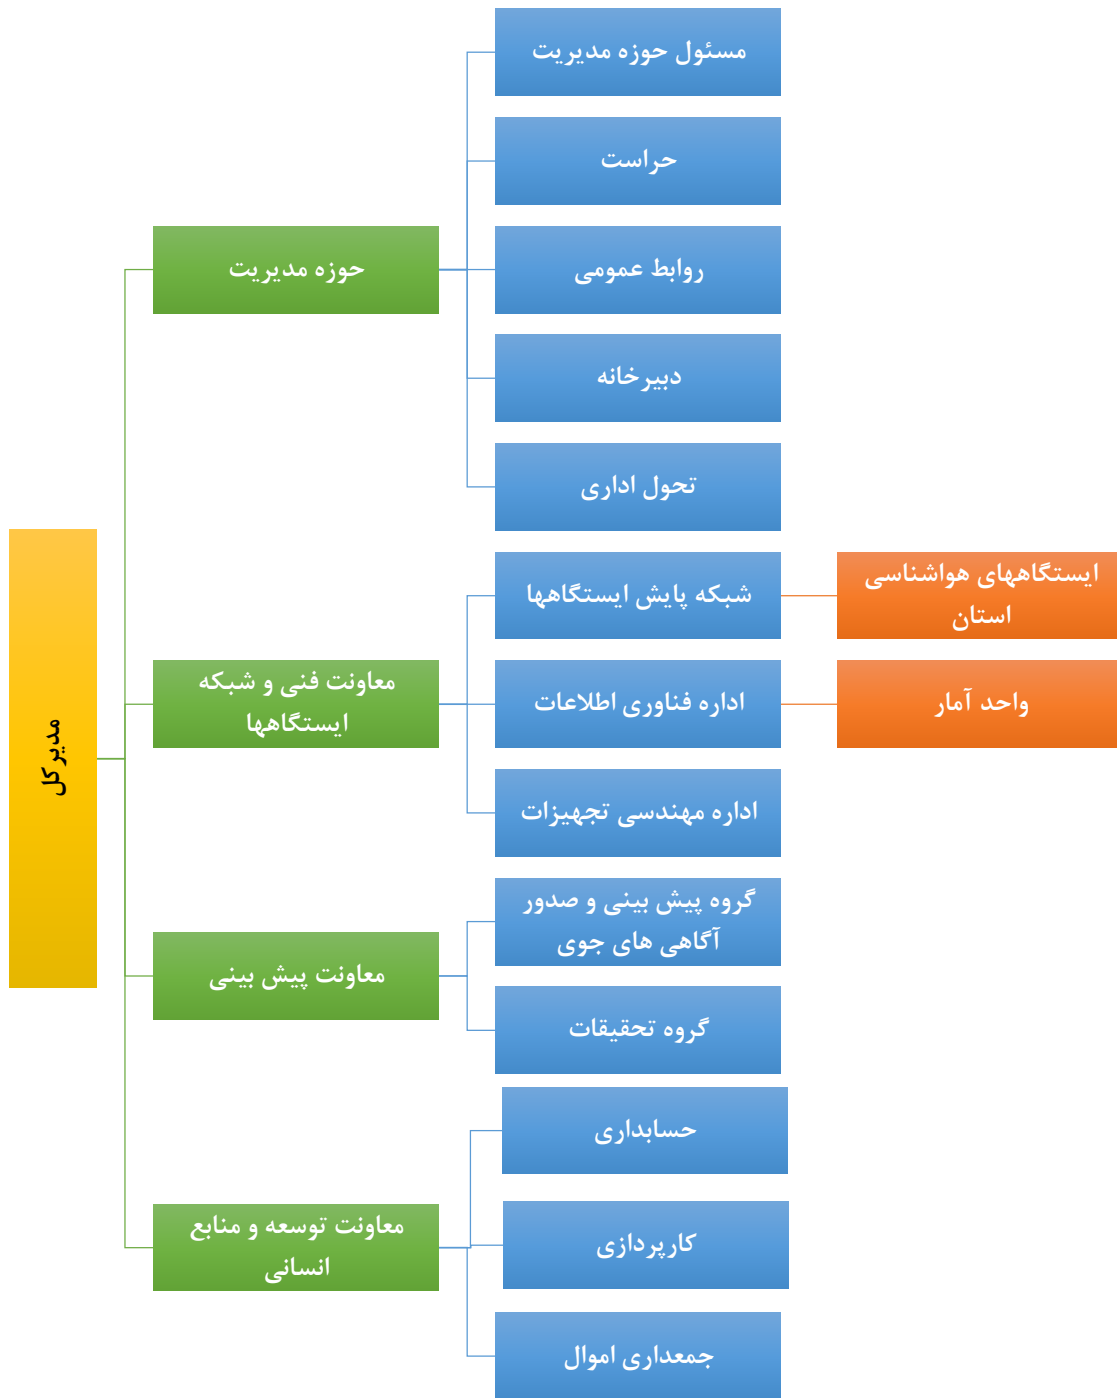 مدیرکل
حوزه مدیریت
مسئول حوزه مدیریت
حراست
روابط عمومی
دبیرخانه
تحول اداری
معاونت فنی و شبکه
ایستگاهها
شبکه پایش ایستگاهها
ایستگاههای هواشناسی
استان
اداره فناوری اطلاعات
واحد آمار
اداره مهندسی تجهیزات
معاونت پیش بینی
گروه پیش بینی و صدور
آگاهی های جوی
گروه تحقیقات
معاونت توسعه و منابع
انسانی
حسابداری
کارپردازی
جمعداری اموال